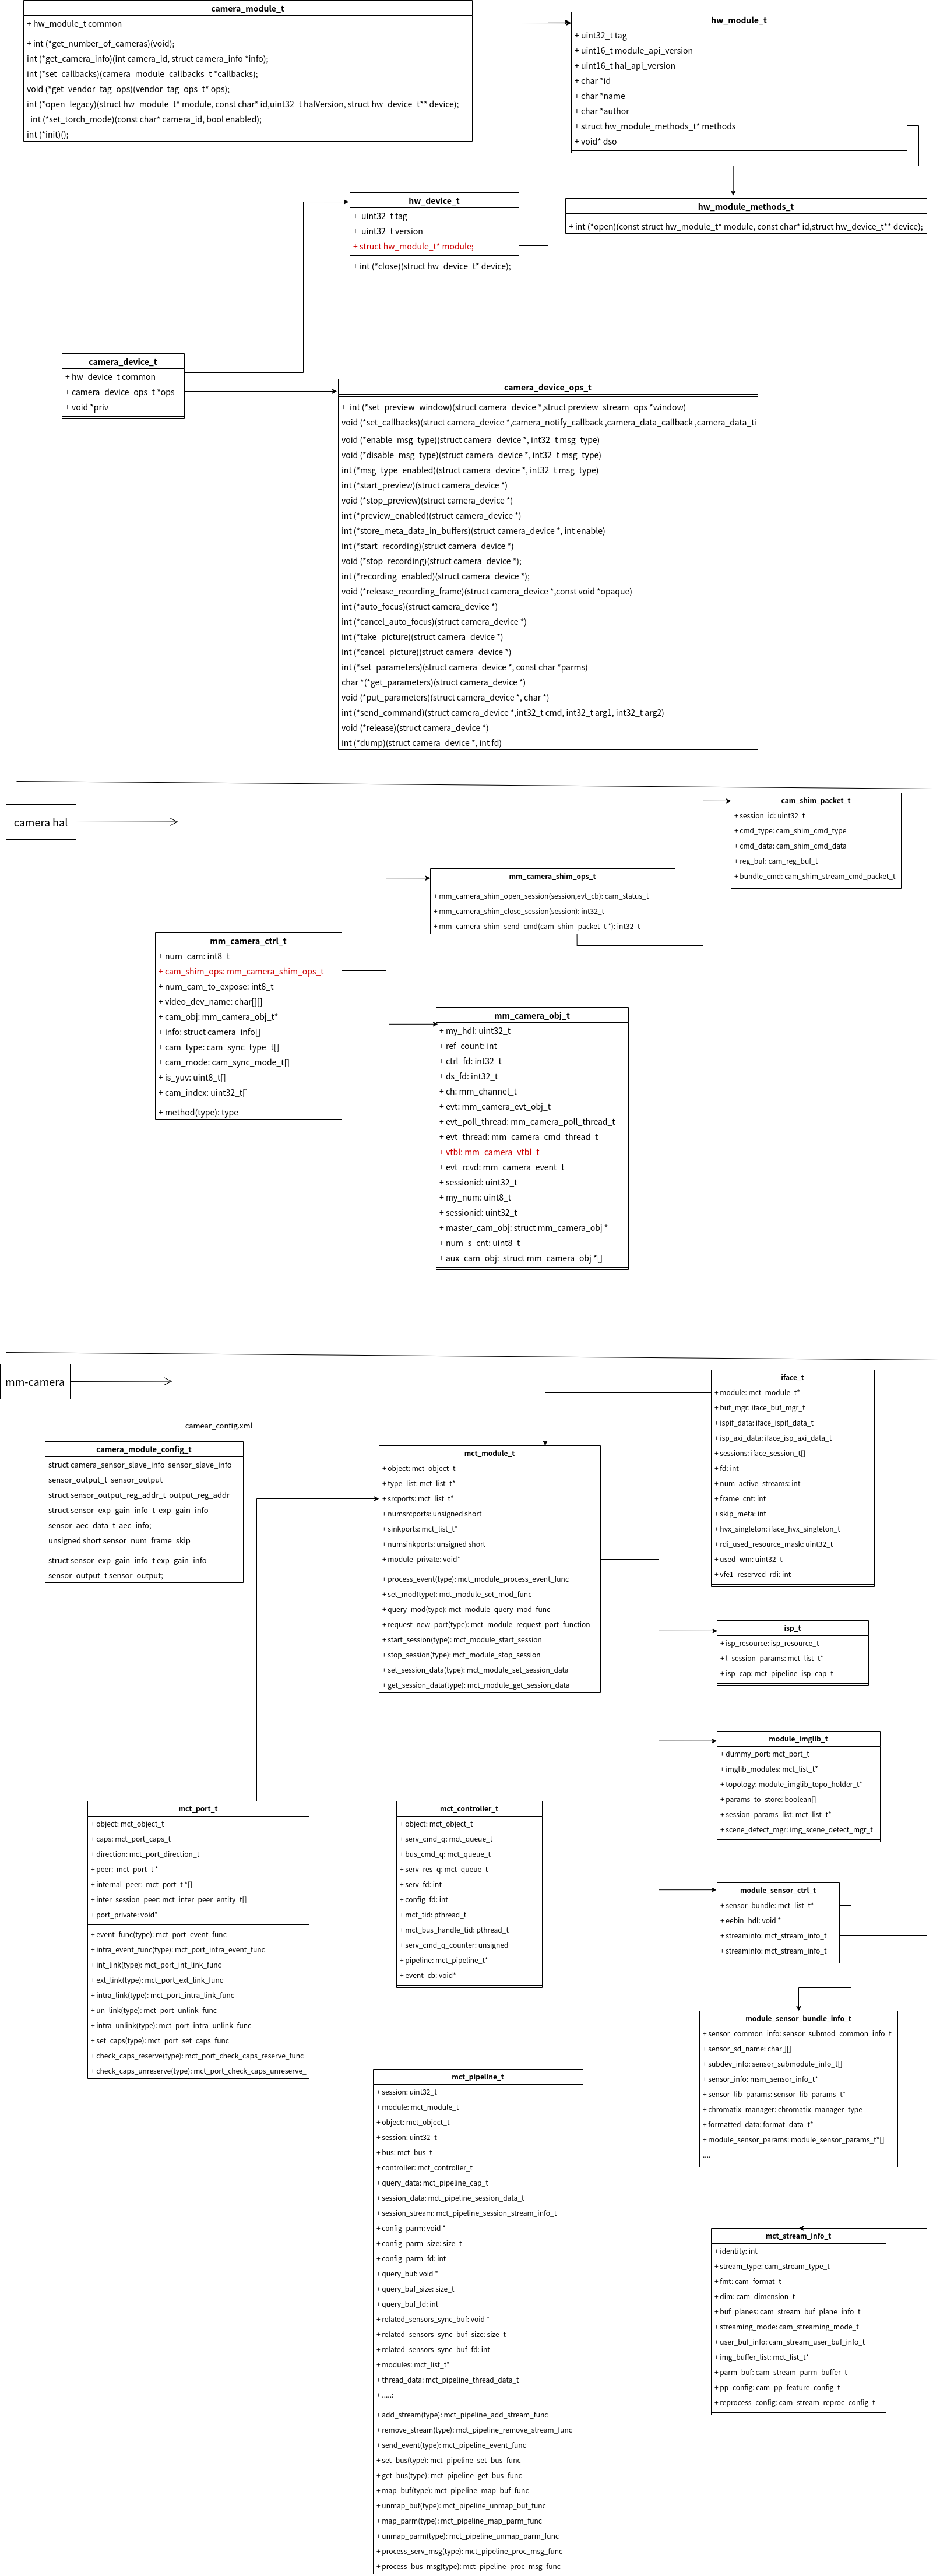 camera_module_t
+ hw_module_t common
+ int (*get_number_of_cameras)(void);
int (*get_camera_info)(int camera_id, struct camera_info *info);
int (*set_callbacks)(camera_module_callbacks_t *callbacks);
void (*get_vendor_tag_ops)(vendor_tag_ops_t* ops);
int (*open_legacy)(struct hw_module_t* module, const char* id,uint32_t halVersion, struct hw_device_t** device);
int (*set_torch_mode)(const char* camera_id, bool enabled);
int (*init)();
hw_module_t
+ uint32_t tag
+ uint16_t module_api_version
+ uint16_t hal_api_version
+ char *id
+ char *name
+ char *author
+ struct hw_module_methods_t* methods
+ void* dso
hw_device_t
+ uint32_t tag
+ uint32_t version
+ struct hw_module_t* module;
+ int (*close)(struct hw_device_t* device);
hw_module_methods_t
+ int (*open)(const struct hw_module_t* module, const char* id,struct hw_device_t** device);
camera_device_t
+ hw_device_t common
+ camera_device_ops_t *ops
+ void *priv
camera_device_ops_t
+ int (*set_preview_window)(struct camera_device *,struct preview_stream_ops *window)
void (*set_callbacks)(struct camera_device *,camera_notify_callback ,camera_data_callback ,camera_data_ti
void (*enable_msg_type)(struct camera_device *, int32_t msg_type)
void (*disable_msg_type)(struct camera_device *, int32_t msg_type)
int (*msg_type_enabled)(struct camera_device *, int32_t msg_type)
int (*start_preview)(struct camera_device *)
void (*stop_preview)(struct camera_device *)
int (*preview_enabled)(struct camera_device *)
int (*store_meta_data_in_buffers)(struct camera_device *, int enable)
int (*start_recording)(struct camera_device *)
void (*stop_recording)(struct camera_device *);
int (*recording_enabled)(struct camera_device *);
void (*release_recording_frame)(struct camera_device *,const void *opaque)
int (*auto_focus)(struct camera_device *)
int (*cancel_auto_focus)(struct camera_device *)
int (*take_picture)(struct camera_device *)
int (*cancel_picture)(struct camera_device *)
int (*set_parameters)(struct camera_device *, const char *parms)
char *(*get_parameters)(struct camera_device *)
void (*put_parameters)(struct camera_device *, char *)
int (*send_command)(struct camera_device *,int32_t cmd, int32_t arg1, int32_t arg2)
void (*release)(struct camera_device *)
int (*dump)(struct camera_device *, int fd)
camera hal
cam_shim_packet_t
+ session_id: uint32_t
+ cmd_type: cam_shim_cmd_type
+ cmd_data: cam_shim_cmd_data
+ reg_buf: cam_reg_buf_t
+ bundle_cmd: cam_shim_stream_cmd_packet_t
mm_camera_shim_ops_t
+ mm_camera_shim_open_session(session,evt_cb): cam_status_t
+ mm_camera_shim_close_session(session): int32_t
+ mm_camera_shim_send_cmd(cam_shim_packet_t *): int32_t
mm_camera_ctrl_t
+ num_cam: int8_t
+ cam_shim_ops: mm_camera_shim_ops_t
+ num_cam_to_expose: int8_t
+ video_dev_name: char[][]
+ cam_obj: mm_camera_obj_t*
+ info: struct camera_info[]
+ cam_type: cam_sync_type_t[]
+ cam_mode: cam_sync_mode_t[]
+ is_yuv: uint8_t[]
+ cam_index: uint32_t[]
+ method(type): type
mm_camera_obj_t
+ my_hdl: uint32_t
+ ref_count: int
+ ctrl_fd: int32_t
+ ds_fd: int32_t
+ ch: mm_channel_t
+ evt: mm_camera_evt_obj_t
+ evt_poll_thread: mm_camera_poll_thread_t
+ evt_thread: mm_camera_cmd_thread_t
+ vtbl: mm_camera_vtbl_t
+ evt_rcvd: mm_camera_event_t
+ sessionid: uint32_t
+ my_num: uint8_t
+ sessionid: uint32_t
+ master_cam_obj: struct mm_camera_obj *
+ num_s_cnt: uint8_t
+ aux_cam_obj: struct mm_camera_obj *[]
mm-camera
camear_config.xml
camera_module_config_t
struct camera_sensor_slave_info sensor_slave_info
sensor_output_t sensor_output
struct sensor_output_reg_addr_t output_reg_addr
struct sensor_exp_gain_info_t exp_gain_info
sensor_aec_data_t aec_info;
unsigned short sensor_num_frame_skip
struct sensor_exp_gain_info_t exp_gain_info
sensor_output_t sensor_output;
mct_module_t
+ object: mct_object_t
+ type_list: mct_list_t*
+ srcports: mct_list_t*
+ numsrcports: unsigned short
+ sinkports: mct_list_t*
+ numsinkports: unsigned short
+ module_private: void*
+ process_event(type): mct_module_process_event_func
+ set_mod(type): mct_module_set_mod_func
+ query_mod(type): mct_module_query_mod_func
+ request_new_port(type): mct_module_request_port_function
+ start_session(type): mct_module_start_session
+ stop_session(type): mct_module_stop_session
+ set_session_data(type): mct_module_set_session_data
+ get_session_data(type): mct_module_get_session_data
iface_t
+ module: mct_module_t*
+ buf_mgr: iface_buf_mgr_t
+ ispif_data: iface_ispif_data_t
+ isp_axi_data: iface_isp_axi_data_t
+ sessions: iface_session_t[]
+ fd: int
+ num_active_streams: int
+ frame_cnt: int
+ skip_meta: int
+ hvx_singleton: iface_hvx_singleton_t
+ rdi_used_resource_mask: uint32_t
+ used_wm: uint32_t
+ vfe1_reserved_rdi: int
isp_t
+ isp_resource: isp_resource_t
+ l_session_params: mct_list_t*
+ isp_cap: mct_pipeline_isp_cap_t
module_imglib_t
+ dummy_port: mct_port_t
+ imglib_modules: mct_list_t*
+ topology: module_imglib_topo_holder_t*
+ params_to_store: boolean[]
+ session_params_list: mct_list_t*
+ scene_detect_mgr: img_scene_detect_mgr_t
mct_port_t
+ object: mct_object_t
+ caps: mct_port_caps_t
+ direction: mct_port_direction_t
+ peer: mct_port_t *
+ internal_peer: mct_port_t *[]
+ inter_session_peer: mct_inter_peer_entity_t[]
+ port_private: void*
+ event_func(type): mct_port_event_func
+ intra_event_func(type): mct_port_intra_event_func
+ int_link(type): mct_port_int_link_func
+ ext_link(type): mct_port_ext_link_func
+ intra_link(type): mct_port_intra_link_func
+ un_link(type): mct_port_unlink_func
+ intra_unlink(type): mct_port_intra_unlink_func
+ set_caps(type): mct_port_set_caps_func
+ check_caps_reserve(type): mct_port_check_caps_reserve_func
+ check_caps_unreserve(type): mct_port_check_caps_unreserve_
mct_controller_t
+ object: mct_object_t
+ serv_cmd_q: mct_queue_t
+ bus_cmd_q: mct_queue_t
+ serv_res_q: mct_queue_t
+ serv_fd: int
+ config_fd: int
+ mct_tid: pthread_t
+ mct_bus_handle_tid: pthread_t
+ serv_cmd_q_counter: unsigned
+ pipeline: mct_pipeline_t*
+ event_cb: void*
module_sensor_ctrl_t
+ sensor_bundle: mct_list_t*
+ eebin_hdl: void *
+ streaminfo: mct_stream_info_t
+ streaminfo: mct_stream_info_t
module_sensor_bundle_info_t
+ sensor_common_info: sensor_submod_common_info_t
+ sensor_sd_name: char[][]
+ subdev_info: sensor_submodule_info_t[]
+ sensor_info: msm_sensor_info_t*
+ sensor_lib_params: sensor_lib_params_t*
+ chromatix_manager: chromatix_manager_type
+ formatted_data: format_data_t*
+ module_sensor_params: module_sensor_params_t*[]
....
mct_pipeline_t
+ session: uint32_t
+ module: mct_module_t
+ object: mct_object_t
+ session: uint32_t
+ bus: mct_bus_t
+ controller: mct_controller_t
+ query_data: mct_pipeline_cap_t
+ session_data: mct_pipeline_session_data_t
+ session_stream: mct_pipeline_session_stream_info_t
+ config_parm: void *
+ config_parm_size: size_t
+ config_parm_fd: int
+ query_buf: void *
+ query_buf_size: size_t
+ query_buf_fd: int
+ related_sensors_sync_buf: void *
+ related_sensors_sync_buf_size: size_t
+ related_sensors_sync_buf_fd: int
+ modules: mct_list_t*
+ thread_data: mct_pipeline_thread_data_t
+ .....:
+ add_stream(type): mct_pipeline_add_stream_func
+ remove_stream(type): mct_pipeline_remove_stream_func
+ send_event(type): mct_pipeline_event_func
+ set_bus(type): mct_pipeline_set_bus_func
+ get_bus(type): mct_pipeline_get_bus_func
+ map_buf(type): mct_pipeline_map_buf_func
+ unmap_buf(type): mct_pipeline_unmap_buf_func
+ map_parm(type): mct_pipeline_map_parm_func
+ unmap_parm(type): mct_pipeline_unmap_parm_func
+ process_serv_msg(type): mct_pipeline_proc_msg_func
+ process_bus_msg(type): mct_pipeline_proc_msg_func
mct_stream_info_t
+ identity: int
+ stream_type: cam_stream_type_t
+ fmt: cam_format_t
+ dim: cam_dimension_t
+ buf_planes: cam_stream_buf_plane_info_t
+ streaming_mode: cam_streaming_mode_t
+ user_buf_info: cam_stream_user_buf_info_t
+ img_buffer_list: mct_list_t*
+ parm_buf: cam_stream_parm_buffer_t
+ pp_config: cam_pp_feature_config_t
+ reprocess_config: cam_stream_reproc_config_t